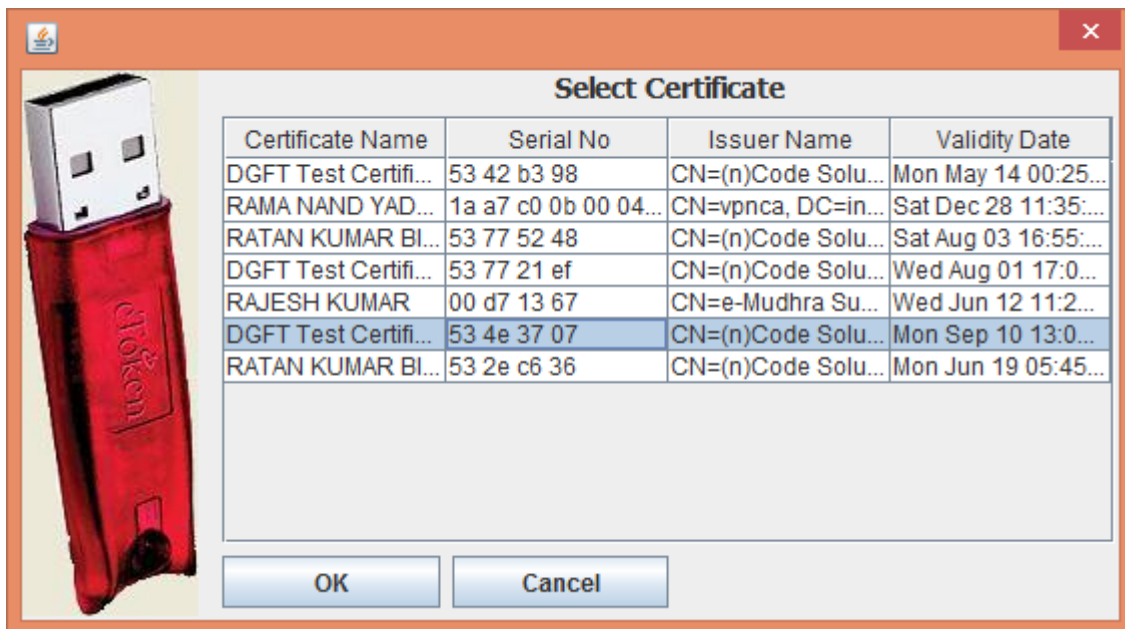 Select Certificate
Certificate Name Serial No Issuer Name Validity Date
DGFT Test Certifi... 53 42 b3 98 CN=(n)Code Solu... Mon May 14 00:25...
RAMA NAND YAD... 1a a7 c0 0b 00 04... CN=vpnca, DC=in... Sat Dec 28 11:35:...
RATAN KUMAR BI... 53 77 52 48 CN=(n)Code Solu... Sat Aug 03 16:55:...
DGFT Test Certifi... 53 77 21 ef CN=(n)Code Solu... Wed Aug 01 17:0...
RAJESH KUMAR 00 d7 13 67 CN=e-Mudhra Su... Wed Jun 12 11:2...
DGFT Test Certifi... 53 4e 37 07 CN=(n)Code Solu... Mon Sep 10 13:0...
RATAN KUMAR BI... 53 2e c6 36 CN=(n)Code Solu... Mon Jun 19 05:45...
OK Cancel